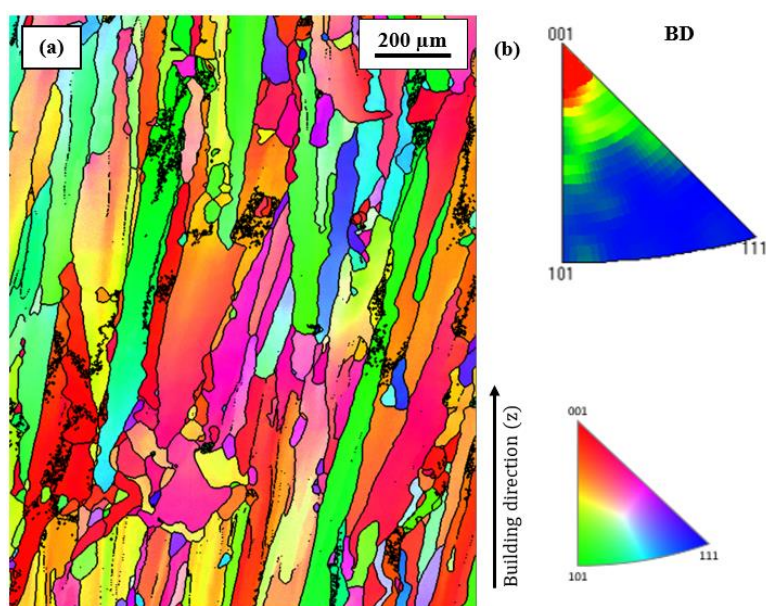 (a)
200 µm
(b)
BD
001
101
111
Building direction (z)
001
101
111